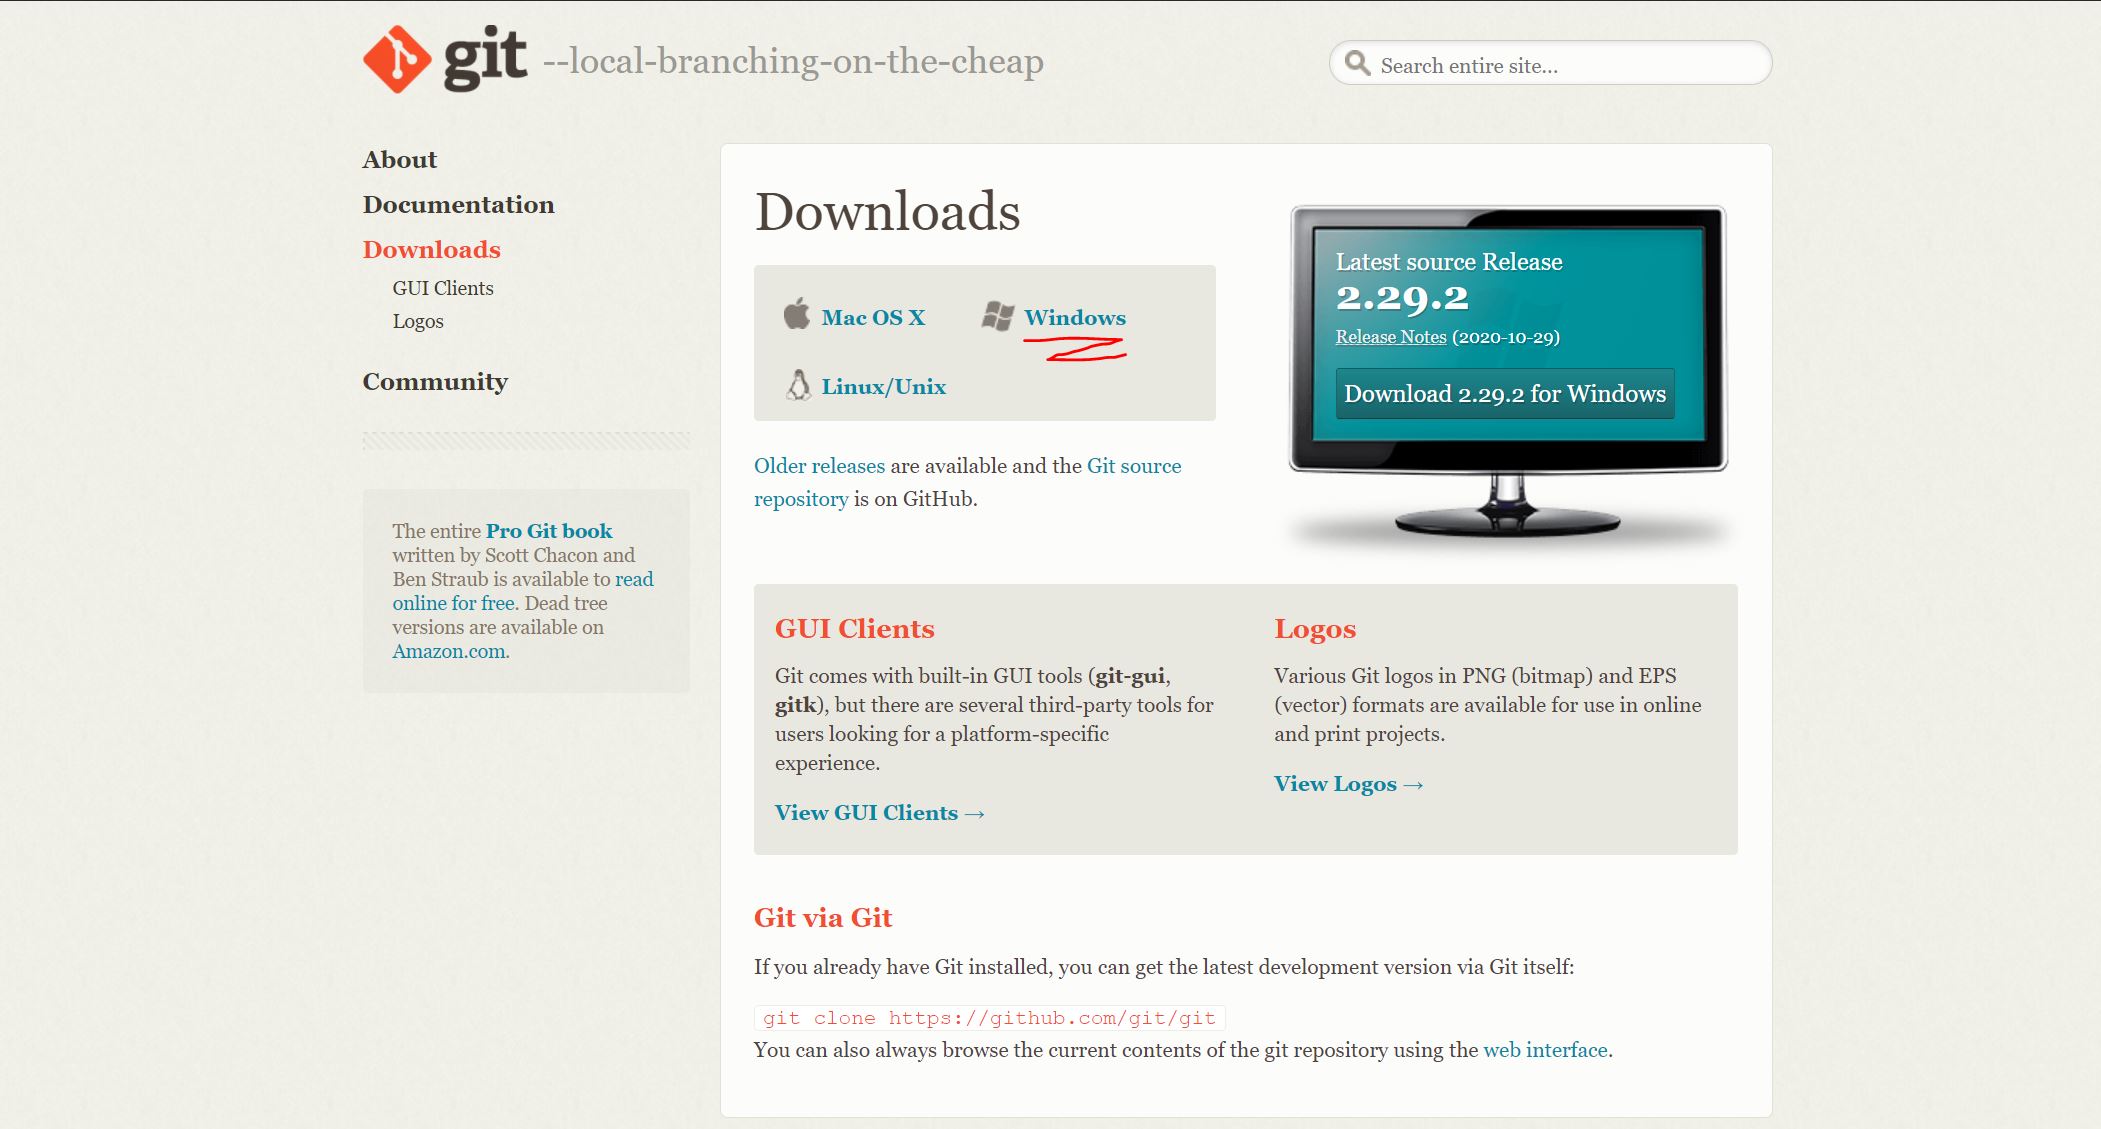 git --local-branching-on-the-cheap
Search entire site...
About
Documentation
Downloads
GUI Clients
Logos
Community
The entire Pro Git book
written by Scott Chacon and
Ben Straub is available to read
online for free. Dead tree
versions are available on
Amazon.com.
Downloads
Mac OS X
Windows
Linux/Unix
Older releases are available and the Git source
repository is on GitHub.
Latest source Release
2.29.2
Release Notes (2020-10-29)
Download 2.29.2 for Windows
GUI Clients
Git comes with built-in GUI tools (git-gui,
gitk), but there are several third-party tools for
users looking for a platform-specific
experience.
View GUI Clients →
Logos
Various Git logos in PNG (bitmap) and EPS
(vector) formats are available for use in online
and print projects.
View Logos →
Git via Git
If you already have Git installed, you can get the latest development version via Git itself:
git clone https://github.com/git/git
You can also always browse the current contents of the git repository using the web interface.